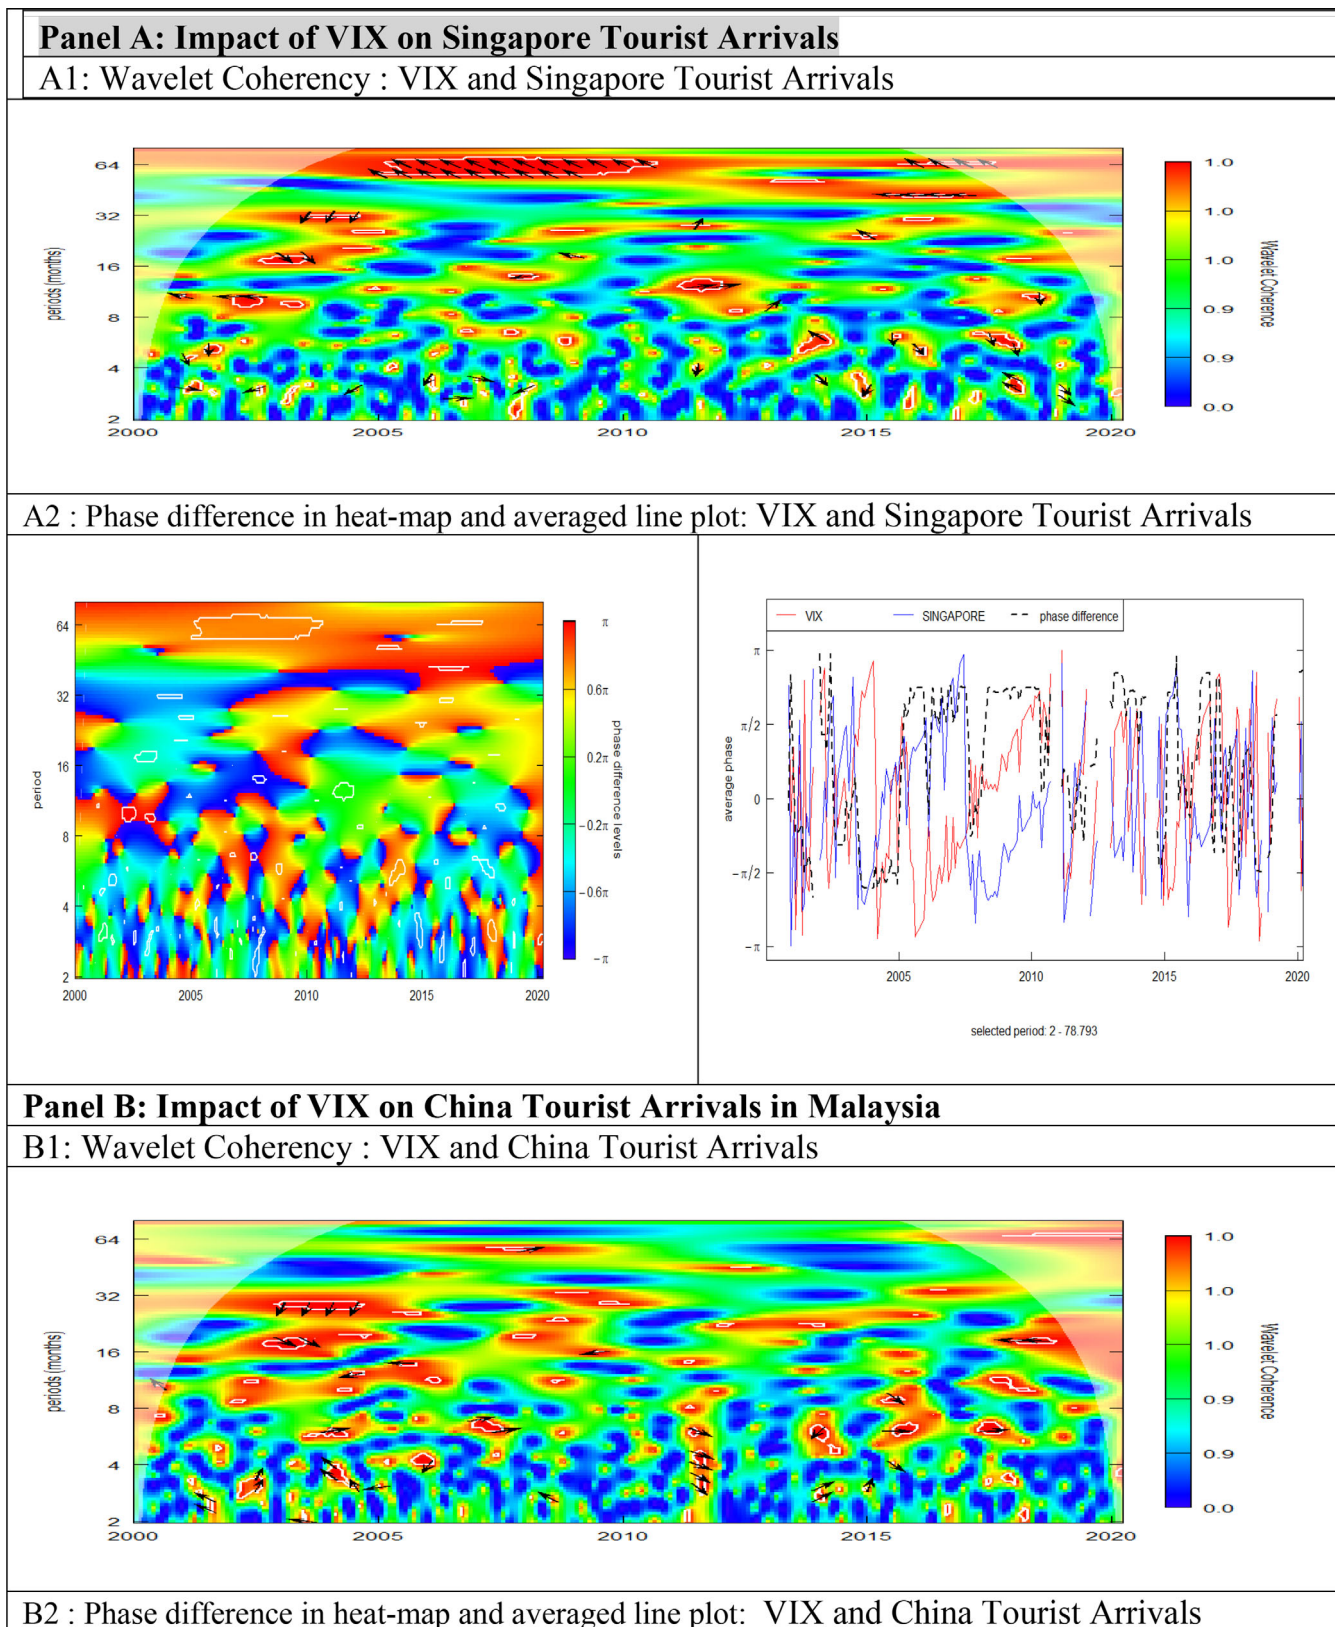 Panel A: Impact of VIX on Singapore Tourist Arrivals
A1: Wavelet Coherency : VIX and Singapore Tourist Arrivals
periods (months)
64
32
16
8
4
2
2000
2005
2010
2015
2020
1.0
1.0
1.0
0.9
0.9
0.0
Wavelet Coherence
A2 : Phase difference in heat-map and averaged line plot: VIX and Singapore Tourist Arrivals
period
64
32
16
8
4
2
2000
2005
2010
2015
2020
π
0.6π
0.2π
−0.2π
−0.6π
−π
phase difference levels
VIX
SINGAPORE
phase difference
average phase
π
π/2
0
−π/2
−π
2005
2010
2015
2020
selected period: 2 - 78.793
Panel B: Impact of VIX on China Tourist Arrivals in Malaysia
B1: Wavelet Coherency : VIX and China Tourist Arrivals
periods (months)
64
32
16
8
4
2
2000
2005
2010
2015
2020
1.0
1.0
1.0
0.9
0.9
0.0
Wavelet Coherence
B2 : Phase difference in heat-map and averaged line plot: VIX and China Tourist Arrivals